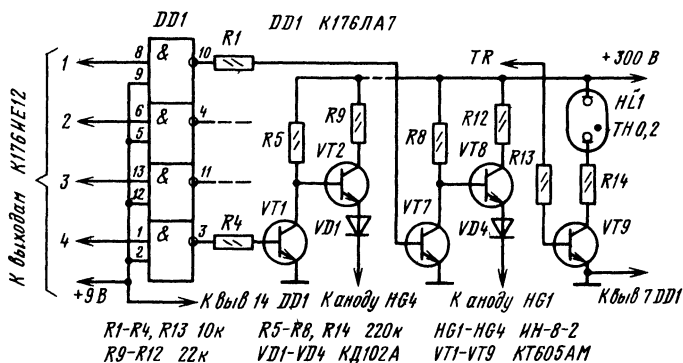 DD1 DD1 К176ЛА7
1 8 & 10 R1 TR +300 В
9
2 6 & 4 R5 R9 R8 R12 HL1
5 VT2 VT8 ТН 0,2
3 13 & 11 R13
12 VT1 VD1 VT7 VD4 R14
4 1 & 3 R4 VT9
2
К выходам К176ИЕ12
+9 В К выв 14 DD1 К аноду HG4 К аноду HG1 К выв 7 DD1
R1–R4, R13 10к R5–R8, R14 220к HG1–HG4 ИН-8-2
R9–R12 22к VD1–VD4 КД102А VT1–VT9 КТ605АМ